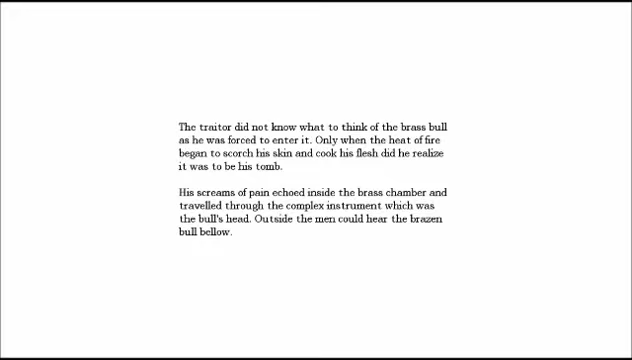 The traitor did not know what to think of the brass bull
as he was forced to enter it. Only when the heat of fire
began to scorch his skin and cook his flesh did he realize
it was to be his tomb.
His screams of pain echoed inside the brass chamber and
travelled through the complex instrument which was
the bull's head. Outside the men could hear the brazen
bull bellow.